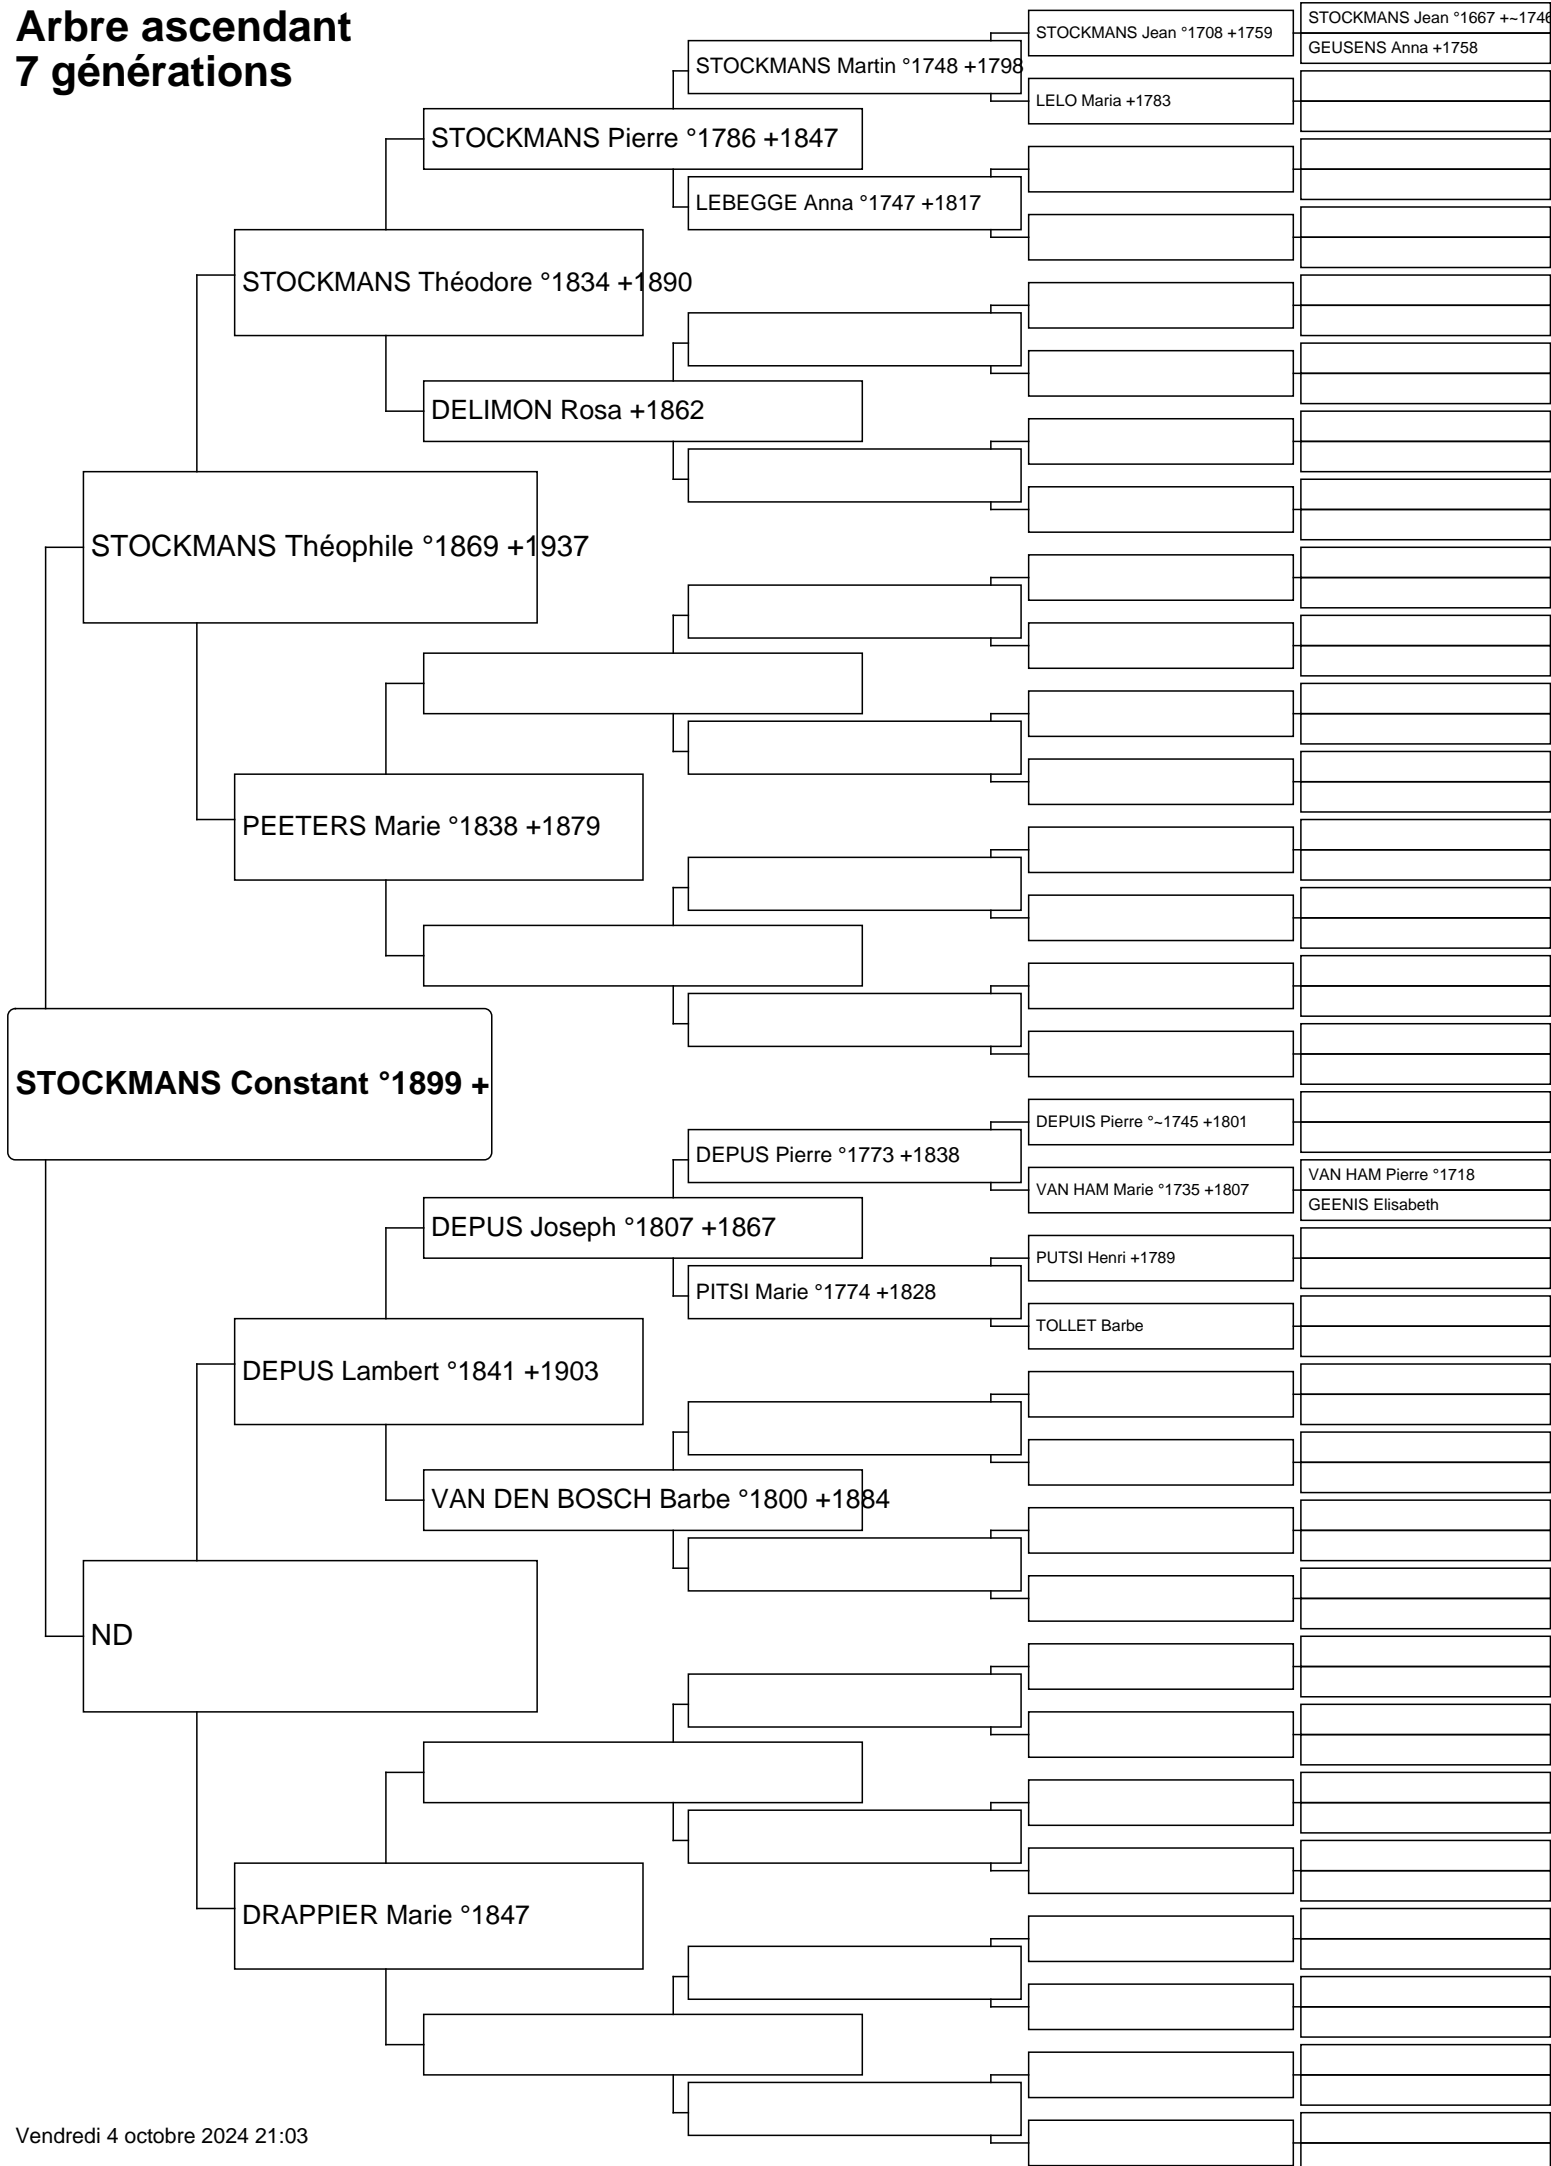 Arbre ascendant
7 générations
STOCKMANS Jean °1667 +~1746
STOCKMANS Jean °1708 +1759
GEUSENS Anna +1758
STOCKMANS Martin °1748 +1798
LELO Maria +1783
STOCKMANS Pierre °1786 +1847
LEBEGGE Anna °1747 +1817
STOCKMANS Théodore °1834 +1890
DELIMON Rosa +1862
STOCKMANS Théophile °1869 +1937
PEETERS Marie °1838 +1879
STOCKMANS Constant °1899 +
DEPUIS Pierre °~1745 +1801
DEPUS Pierre °1773 +1838
VAN HAM Pierre °1718
VAN HAM Marie °1735 +1807
GEENIS Elisabeth
DEPUS Joseph °1807 +1867
PUTSI Henri +1789
PITSI Marie °1774 +1828
TOLLET Barbe
DEPUS Lambert °1841 +1903
VAN DEN BOSCH Barbe °1800 +1884
ND
DRAPPIER Marie °1847
Vendredi 4 octobre 2024 21:03